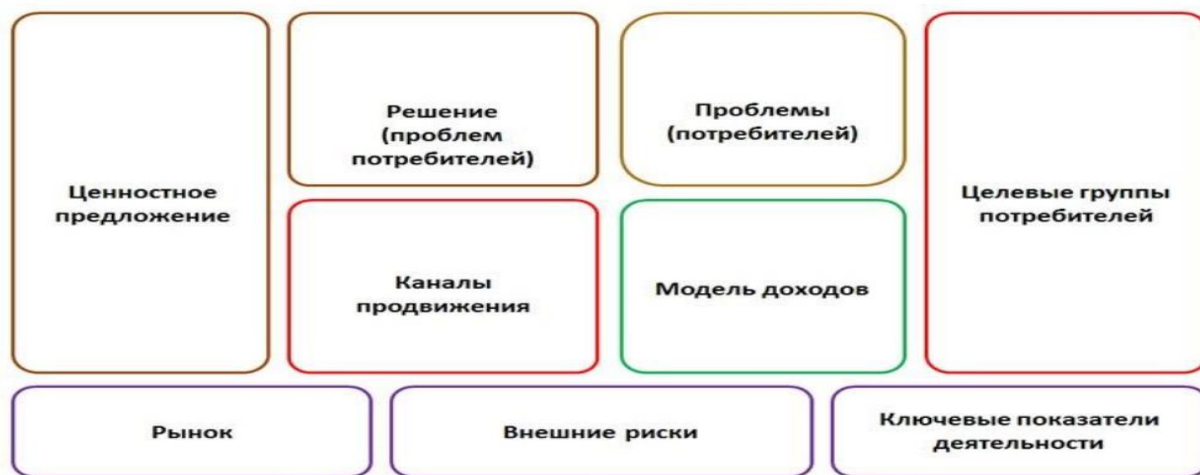 Ценностное
предложение
Решение
(проблем
потребителей)
Проблемы
(потребителей)
Целевые группы
потребителей
Каналы
продвижения
Модель доходов
Рынок
Внешние риски
Ключевые показатели
деятельности